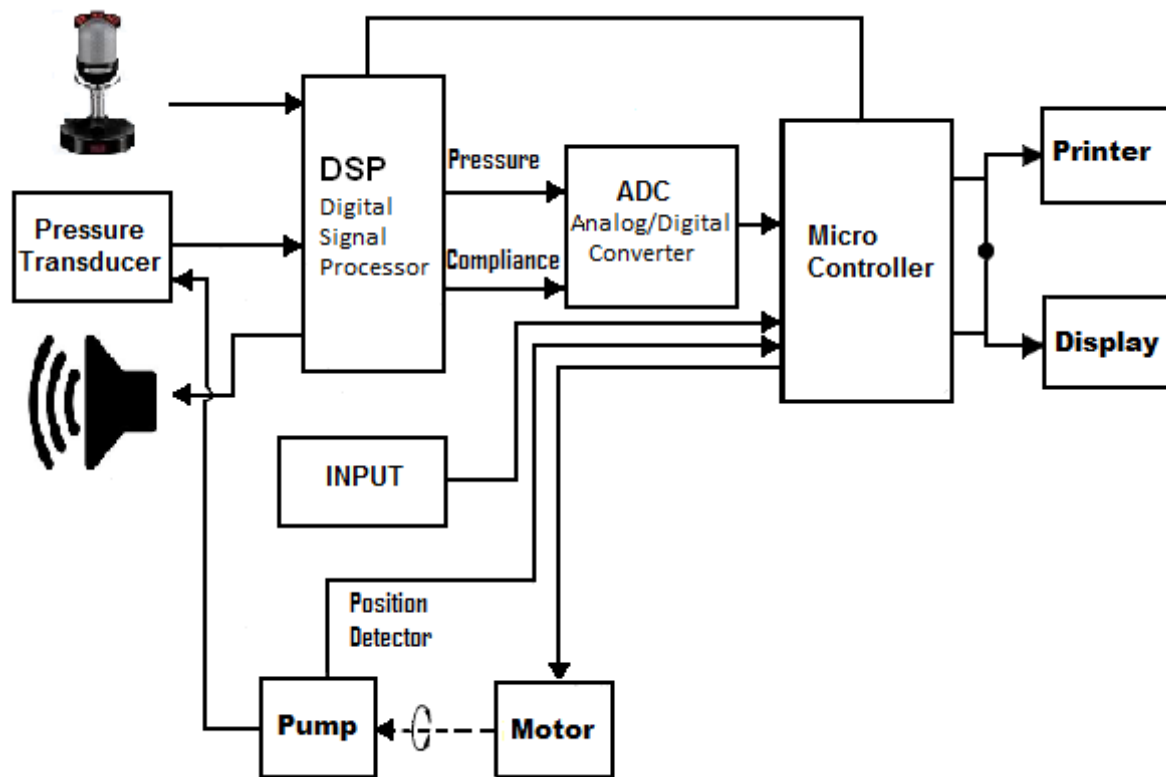 DSP
Digital
Signal
Processor
Pressure
Compliance
ADC
Analog/Digital
Converter
Micro
Controller
Printer
Display
Pressure
Transducer
INPUT
Position
Detector
Pump
Motor